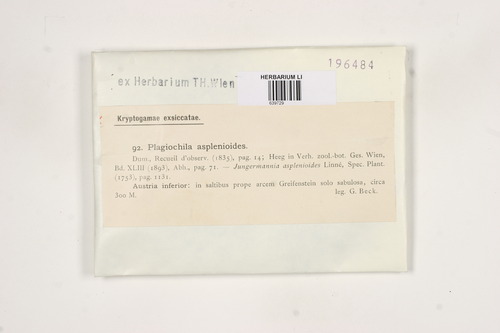 196484
ex Herbarium TH.Wien
HERBARIUM LI
939729
Kryptogamae exsiccatae.
92. Plagiochila asplenioides.
Dum., Recueil d'observ. (1835), pag. 14; Heeg in Verh. zool.-bot. Ges. Wien,
Bd. XLIII (1893), Abh., pag. 71. — Jungermannia asplenioides Linné, Spec. Plant.
(1753), pag. 1131.
Austria inferior: in saltibus prope arcem Greifenstein solo sabuloso, circa
300 M. leg. G. Beck.